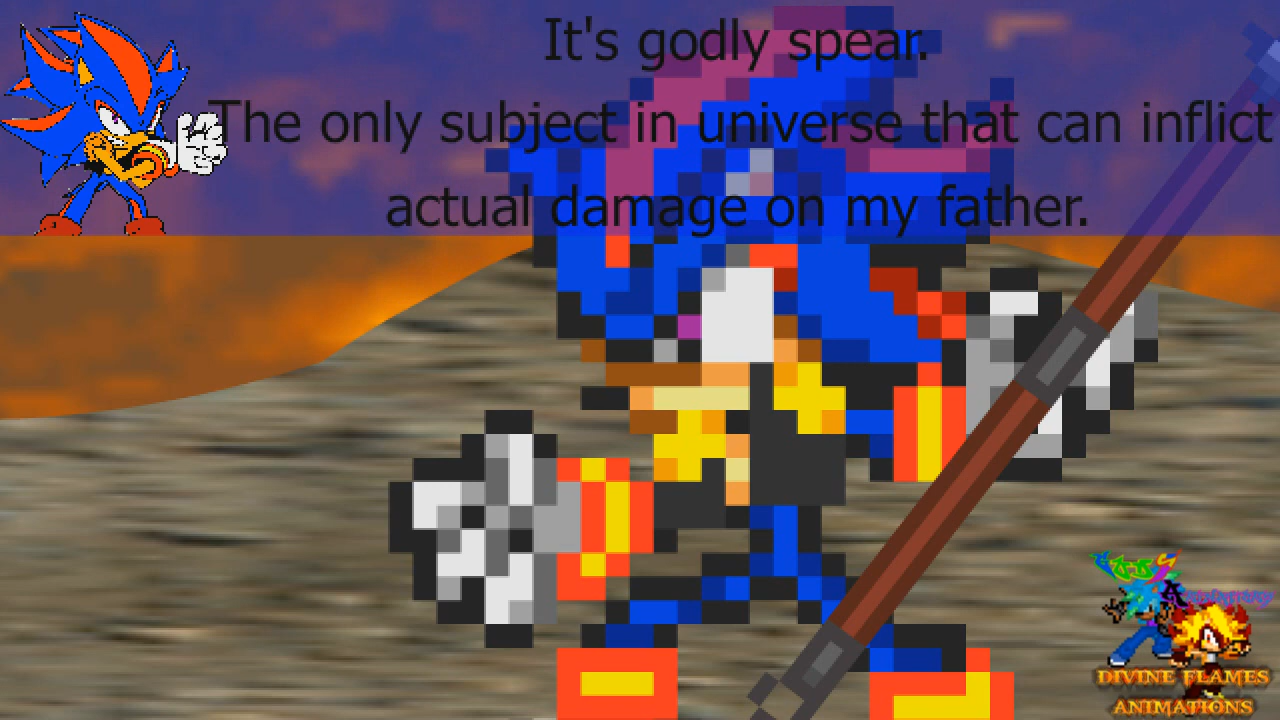 It's godly spear.
The only subject in universe that can inflict
actual damage on my father.
DIVINE FLAMES
ANIMATIONS